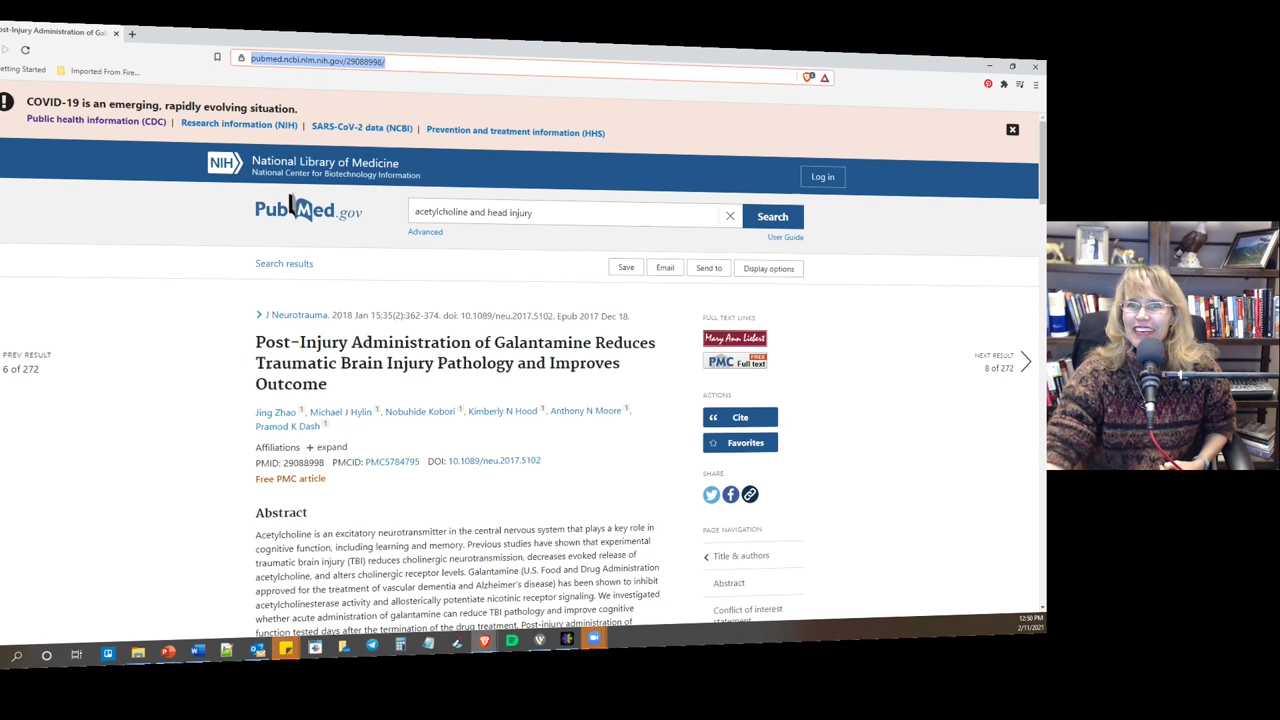 ost-Injury Administration of Ga
pubmed.ncbi.nlm.nih.gov/29088998/
etting Started
Imported From Fire...
COVID-19 is an emerging, rapidly evolving situation.
Public health information (CDC) | Research information (NIH) | SARS-CoV-2 data (NCBI) | Prevention and treatment information (HHS)
NIH
National Library of Medicine
National Center for Biotechnology Information
Log in
PubMed.gov
acetylcholine and head injury
Search
Advanced
User Guide
Search results
Save
Email
Send to
Display options
J Neurotrauma. 2018 Jan 15;35(2):362-374. doi: 10.1089/neu.2017.5102. Epub 2017 Dec 18.
Post-Injury Administration of Galantamine Reduces
Traumatic Brain Injury Pathology and Improves
Outcome
Jing Zhao 1, Michael J Hylin 1, Nobuhide Kobori 1, Kimberly N Hood 1, Anthony N Moore 1,
Pramod K Dash 1
Affiliations + expand
PMID: 29088998 PMCID: PMC5784795 DOI: 10.1089/neu.2017.5102
Free PMC article
Abstract
Acetylcholine is an excitatory neurotransmitter in the central nervous system that plays a key role in
cognitive function, including learning and memory. Previous studies have shown that experimental
traumatic brain injury (TBI) reduces cholinergic neurotransmission, decreases evoked release of
acetylcholine, and alters cholinergic receptor levels. Galantamine (U.S. Food and Drug Administration
approved for the treatment of vascular dementia and Alzheimer's disease) has been shown to inhibit
acetylcholinesterase activity and allosterically potentiate nicotinic receptor signaling. We investigated
whether acute administration of galantamine can reduce TBI pathology and improve cognitive
function tested days after the termination of the drug treatment. Post-injury administration of
PREV RESULT
6 of 272
NEXT RESULT
8 of 272
FULL TEXT LINKS
Mary Ann Liebert
PMC FREE Full text
ACTIONS
Cite
Favorites
SHARE
PAGE NAVIGATION
Title & authors
Abstract
Conflict of interest
statement
12:50 PM
2/11/2021